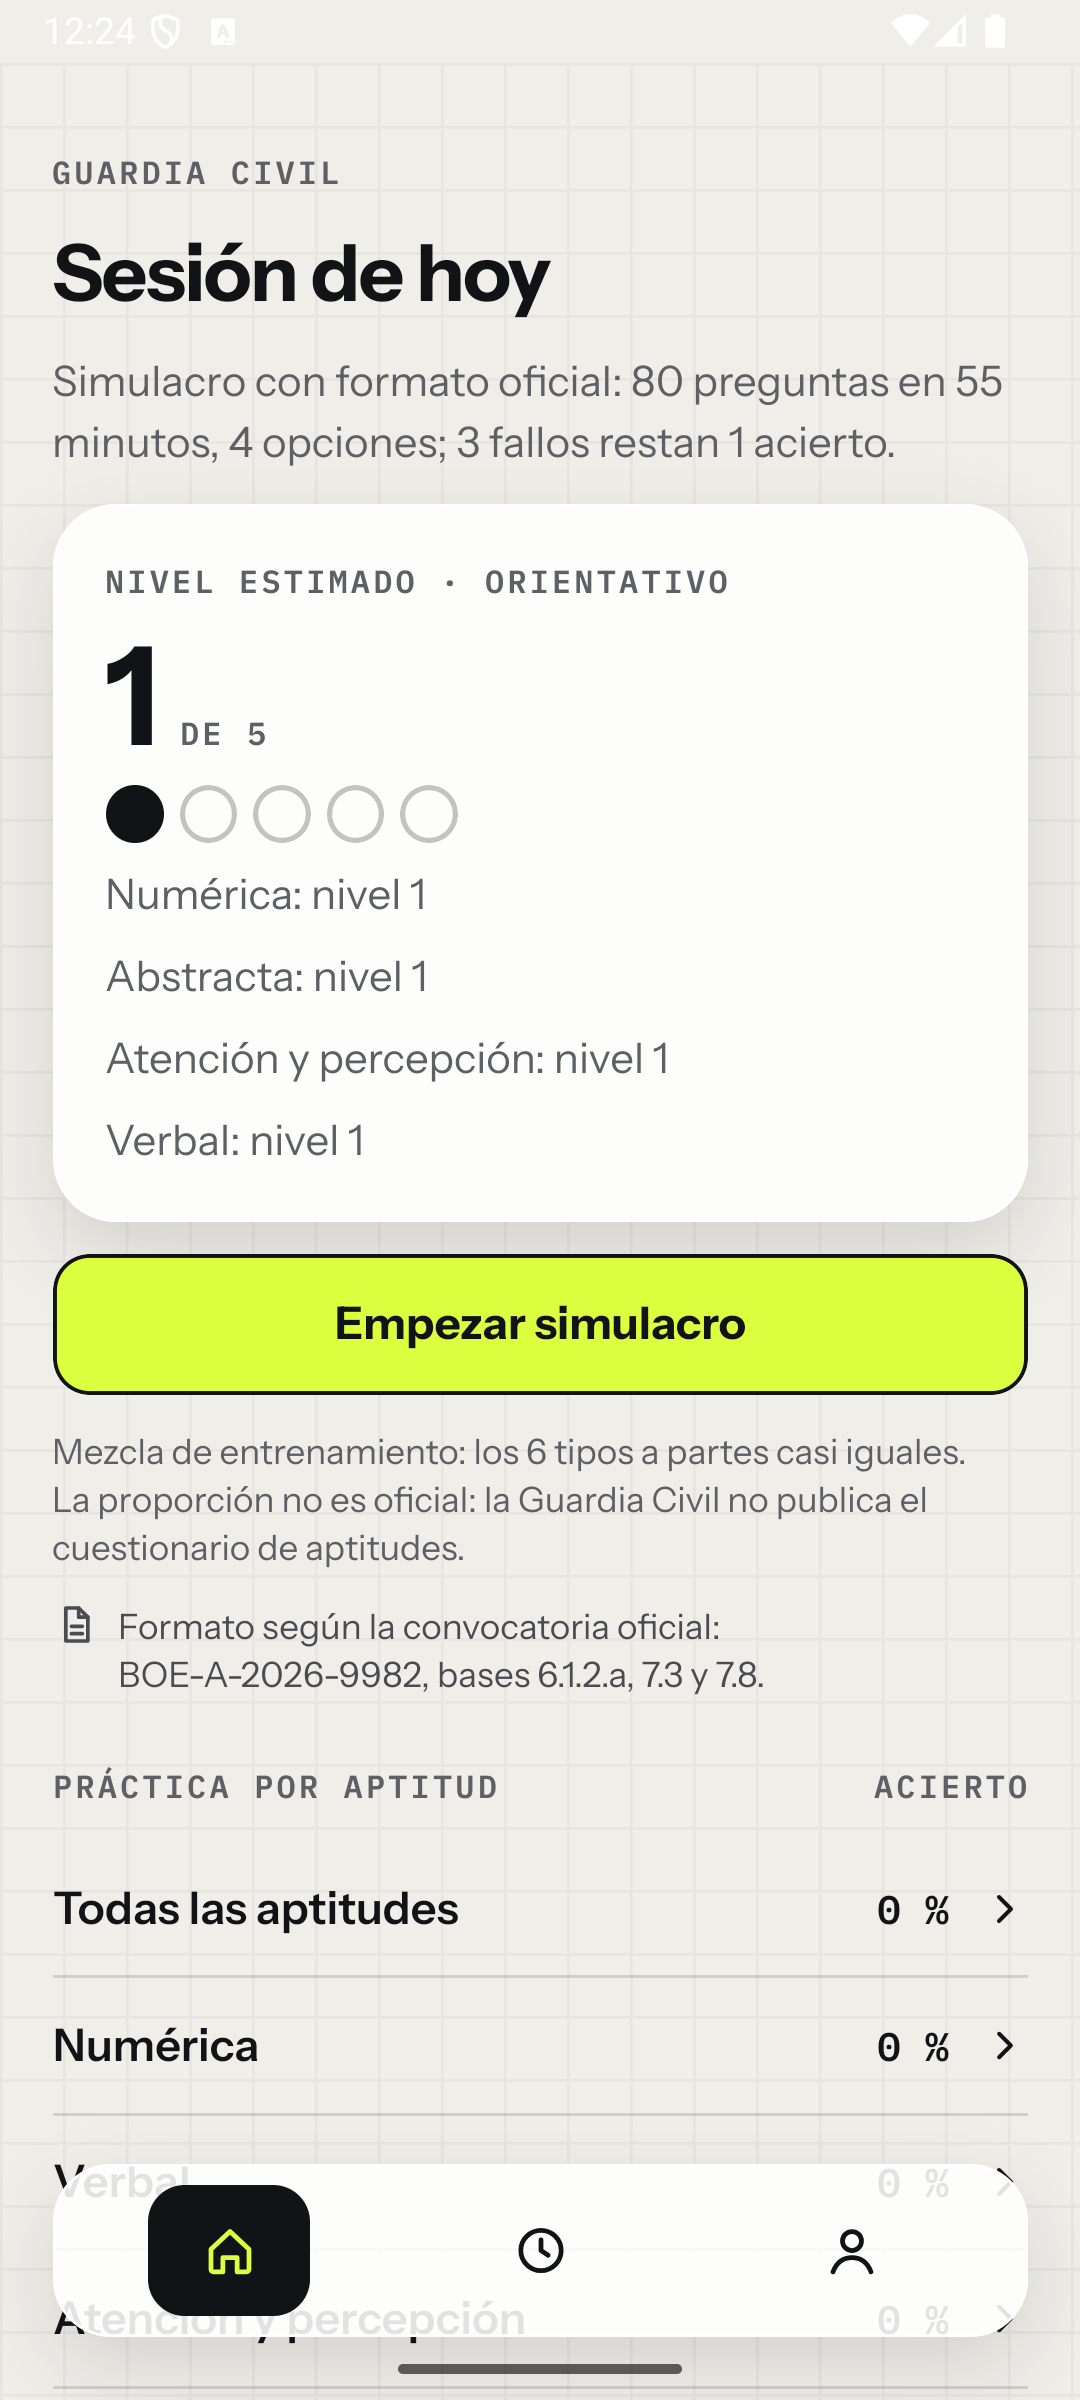 12:24
GUARDIA CIVIL
Sesión de hoy
Simulacro con formato oficial: 80 preguntas en 55
minutos, 4 opciones; 3 fallos restan 1 acierto.
NIVEL ESTIMADO · ORIENTATIVO
1 DE 5
Numérica: nivel 1
Abstracta: nivel 1
Atención y percepción: nivel 1
Verbal: nivel 1
Empezar simulacro
Mezcla de entrenamiento: los 6 tipos a partes casi iguales.
La proporción no es oficial: la Guardia Civil no publica el
cuestionario de aptitudes.
Formato según la convocatoria oficial:
BOE-A-2026-9982, bases 6.1.2.a, 7.3 y 7.8.
PRÁCTICA POR APTITUD ACIERTO
Todas las aptitudes 0 %
Numérica 0 %
Verbal 0 %
Atención y percepción 0 %